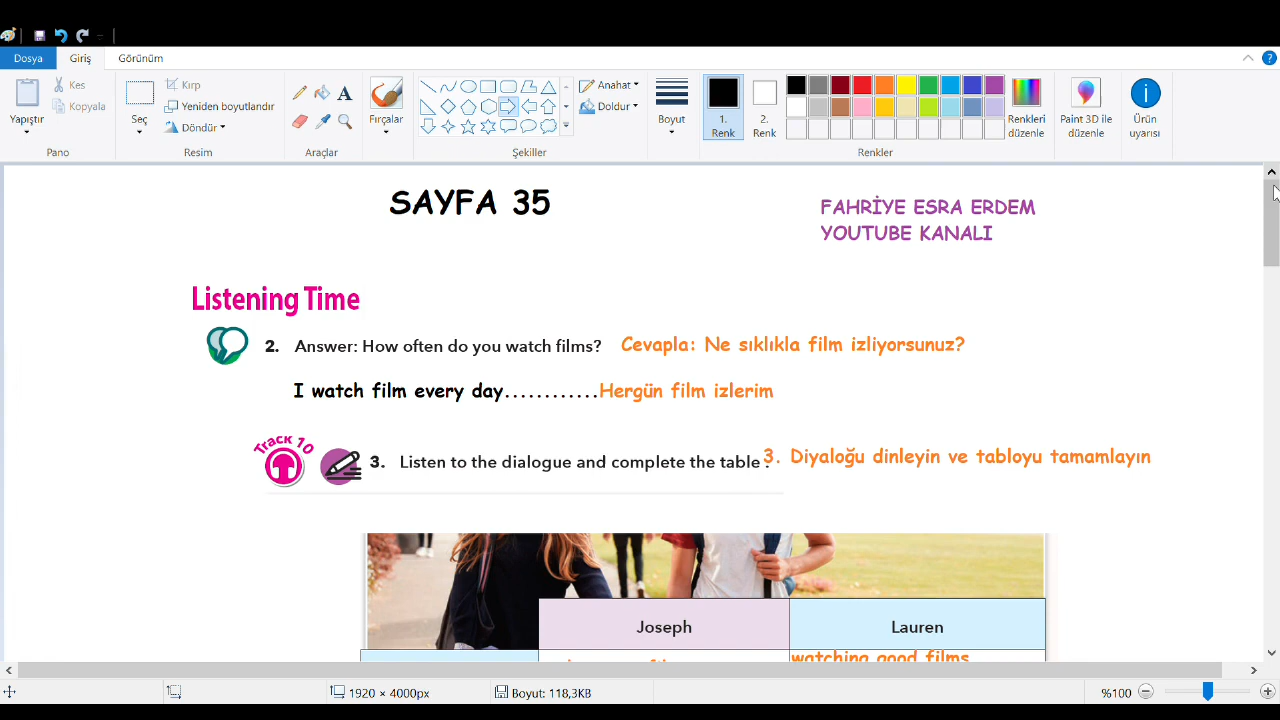 Dosya Giriş Görünüm
Yapıştır
Kes
Kopyala
Pano
Seç
Kırp
Yeniden boyutlandır
Döndür
Resim
Araçlar
Fırçalar
Anahat
Doldur
Şekiller
Boyut
1. Renk
2. Renk
Renkleri düzenle
Renkler
Paint 3D ile düzenle
Ürün uyarısı
SAYFA 35
FAHRİYE ESRA ERDEM
YOUTUBE KANALI
Listening Time
2. Answer: How often do you watch films? Cevapla: Ne sıklıkla film izliyorsunuz?
I watch film every day............Hergün film izlerim
Track 10
3. Listen to the dialogue and complete the table . 3. Diyaloğu dinleyin ve tabloyu tamamlayın
Joseph Lauren
watching good films
1920 × 4000px Boyut: 118,3KB %100